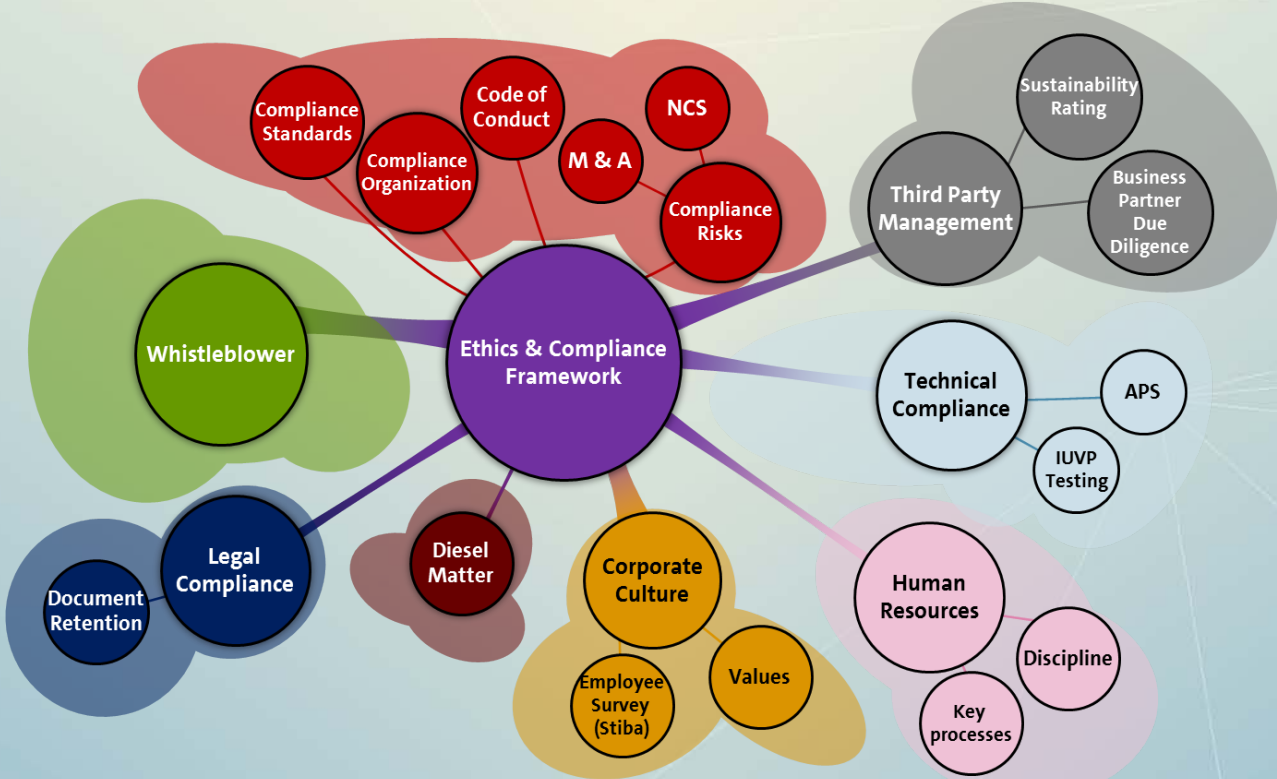 Compliance
Standards
Compliance
Organization
Code of
Conduct
M & A
NCS
Compliance
Risks
Third Party
Management
Sustainability
Rating
Business
Partner
Due
Diligence
Whistleblower
Ethics & Compliance
Framework
Technical
Compliance
APS
IUVP
Testing
Legal
Compliance
Document
Retention
Diesel
Matter
Corporate
Culture
Employee
Survey
(Stiba)
Values
Human
Resources
Discipline
Key
processes